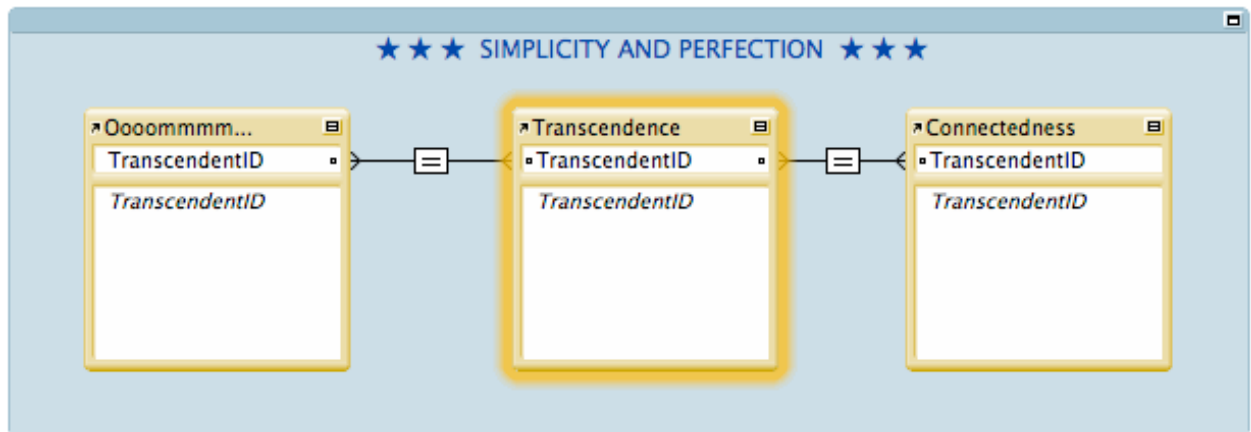 ★ ★ ★ SIMPLICITY AND PERFECTION ★ ★ ★
Oooommmm...
TranscendentID
TranscendentID
Transcendence
TranscendentID
TranscendentID
Connectedness
TranscendentID
TranscendentID